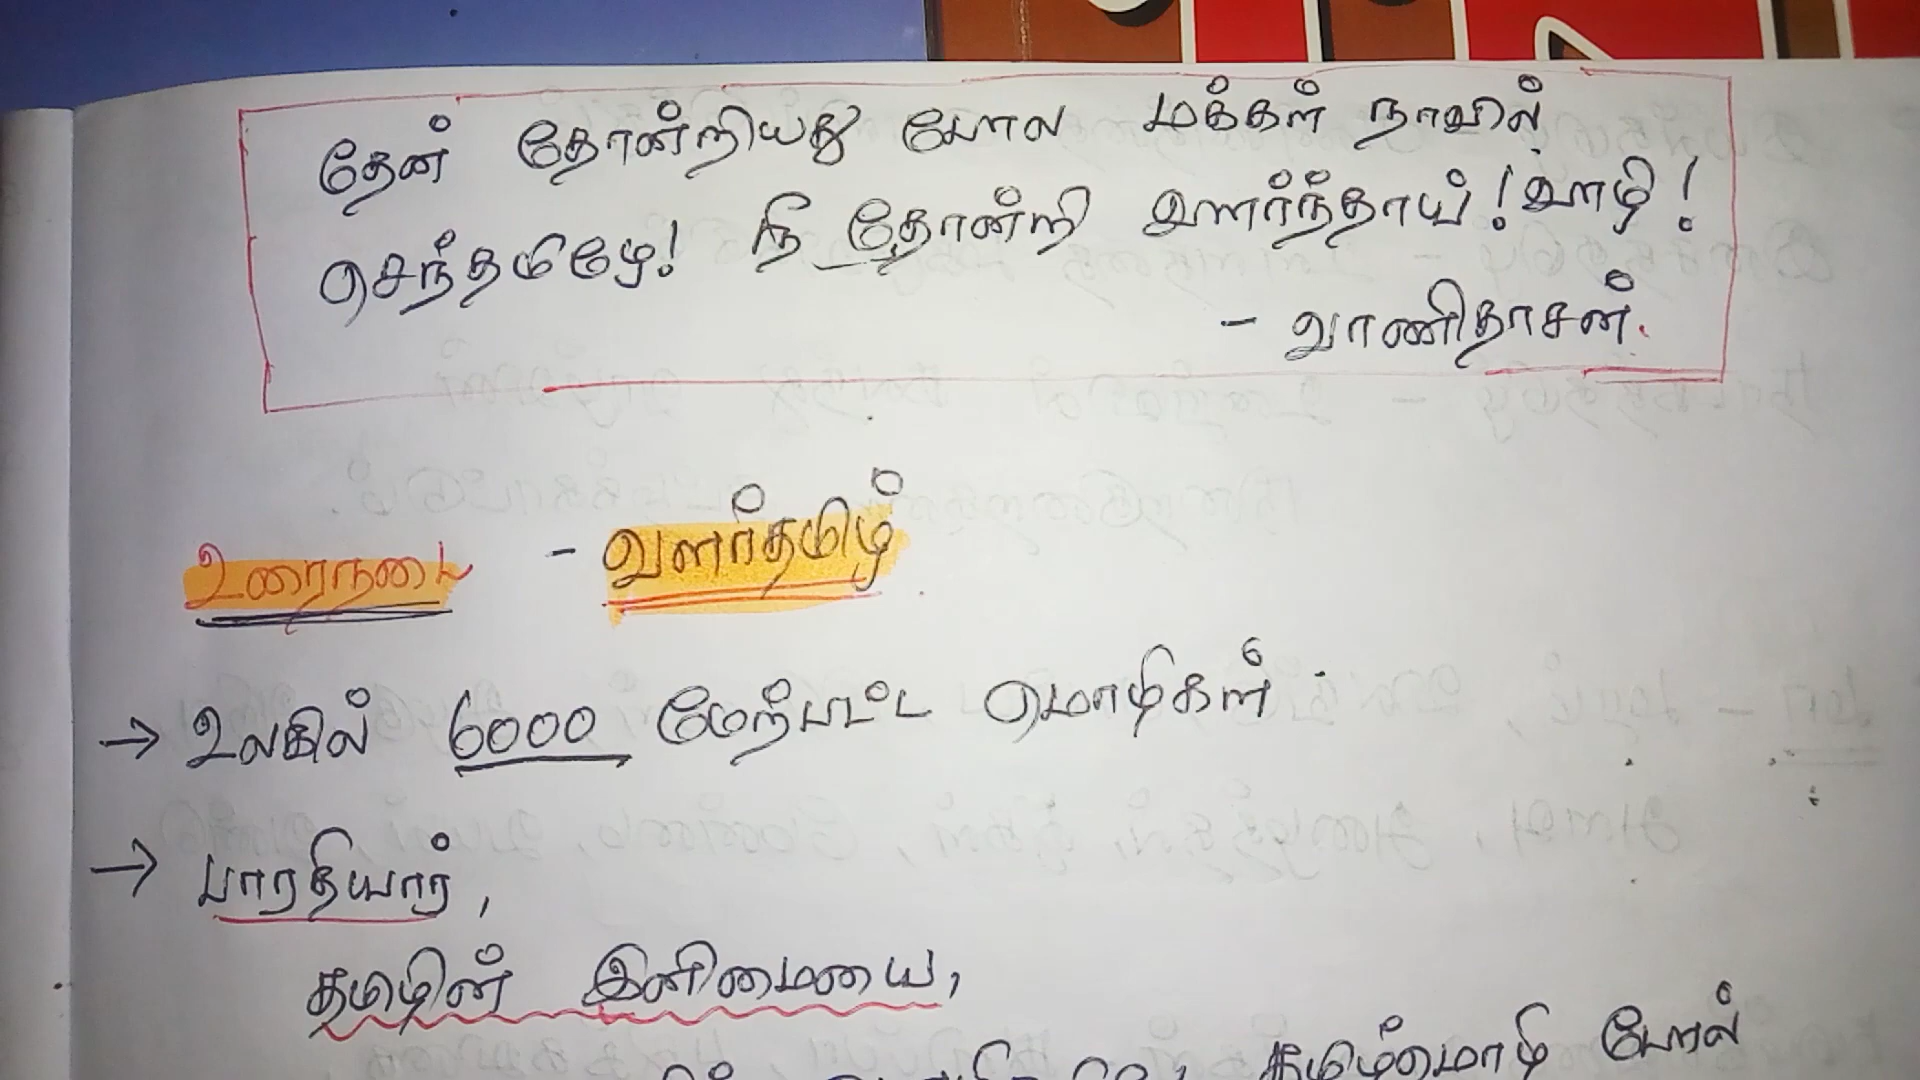 தேன் தோன்றியது போல மக்கள் நாவில்
செந்தமிழே! நீ தோன்றி வளர்ந்தாய்! வாழி!
- வாணிதாசன்.
உரைநடை - வளர்தமிழ்
→ உலகில் 6000 மேற்பட்ட மொழிகள்.
→ பாரதியார்,
தமிழின் இனிமையை,
தமிழ்மொழி போல்